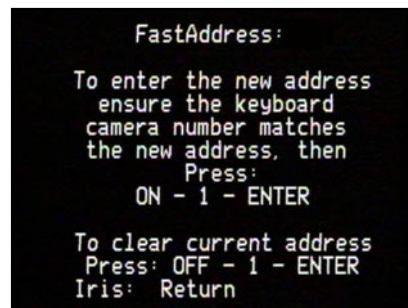 FastAddress:
To enter the new address
ensure the keyboard
camera number matches
the new address, then
Press:
ON - 1 - ENTER
To clear current address
Press: OFF - 1 - ENTER
Iris: Return